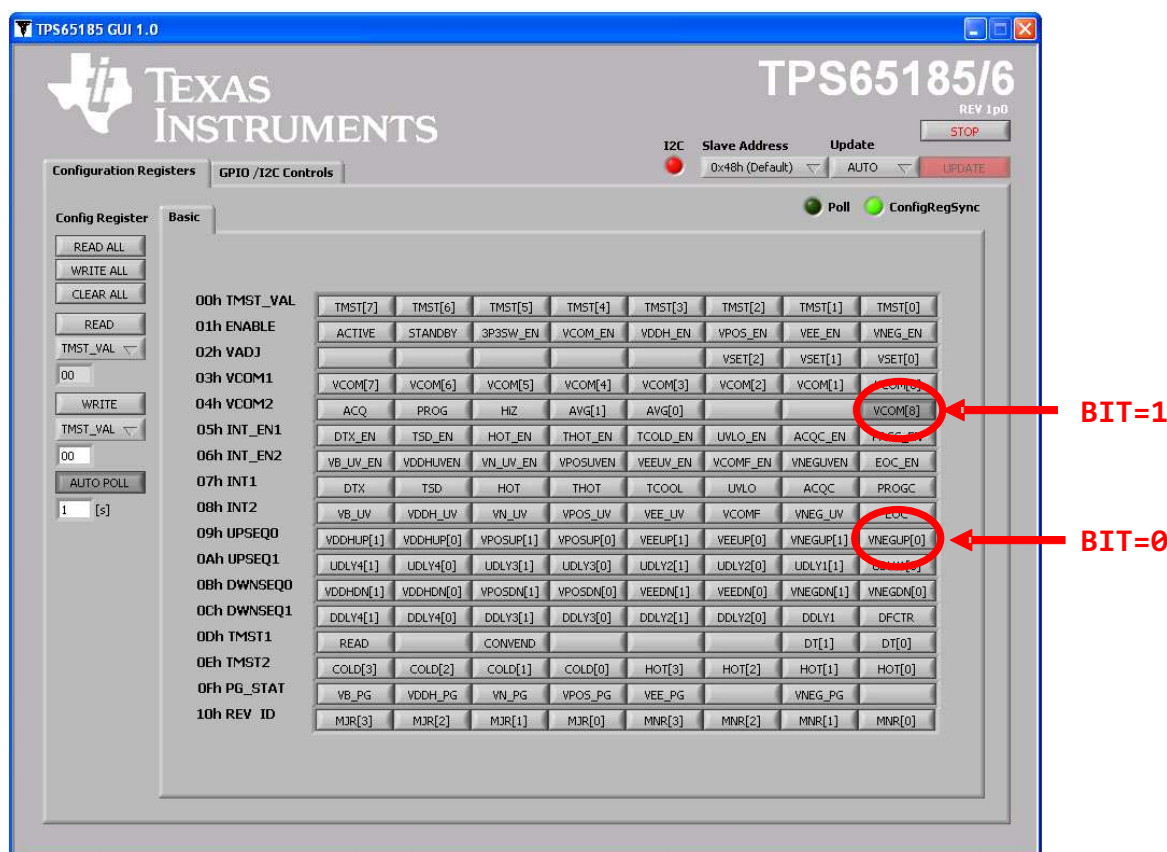 TPS65185 GUI 1.0
TEXAS INSTRUMENTS
TPS65185/6
REV 1p0
STOP
I2C Slave Address Update
0x48h (Default) AUTO UPDATE
Configuration Registers GPIO /I2C Controls
Poll ConfigRegSync
Config Register Basic
READ ALL
WRITE ALL
CLEAR ALL
READ
TMST_VAL
00
WRITE
TMST_VAL
00
AUTO POLL
1 [s]
00h TMST_VAL TMST[7] TMST[6] TMST[5] TMST[4] TMST[3] TMST[2] TMST[1] TMST[0]
01h ENABLE ACTIVE STANDBY 3P3SW_EN VCOM_EN VDDH_EN VPOS_EN VEE_EN VNEG_EN
02h VADJ VSET[2] VSET[1] VSET[0]
03h VCOM1 VCOM[7] VCOM[6] VCOM[5] VCOM[4] VCOM[3] VCOM[2] VCOM[1] VCOM[0]
04h VCOM2 ACQ PROG HiZ AVG[1] AVG[0] VCOM[8]
05h INT_EN1 DTX_EN TSD_EN HOT_EN THOT_EN TCOLD_EN UVLO_EN ACQC_EN PRGC_EN
06h INT_EN2 VB_UV_EN VDDHUVEN VN_UV_EN VPOSUVEN VEEUV_EN VCOMF_EN VNEGUVEN EOC_EN
07h INT1 DTX TSD HOT THOT TCOOL UVLO ACQC PROGC
08h INT2 VB_UV VDDH_UV VN_UV VPOS_UV VEE_UV VCOMF VNEG_UV EOC
09h UPSEQ0 VDDHUP[1] VDDHUP[0] VPOSUP[1] VPOSUP[0] VEEUP[1] VEEUP[0] VNEGUP[1] VNEGUP[0]
0Ah UPSEQ1 UDLY4[1] UDLY4[0] UDLY3[1] UDLY3[0] UDLY2[1] UDLY2[0] UDLY1[1] UDLY1[0]
0Bh DWNSEQ0 VDDHDN[1] VDDHDN[0] VPOSDN[1] VPOSDN[0] VEEDN[1] VEEDN[0] VNEGDN[1] VNEGDN[0]
0Ch DWNSEQ1 DDLY4[1] DDLY4[0] DDLY3[1] DDLY3[0] DDLY2[1] DDLY2[0] DDLY1 DFCTR
0Dh TMST1 READ CONVEND DT[1] DT[0]
0Eh TMST2 COLD[3] COLD[2] COLD[1] COLD[0] HOT[3] HOT[2] HOT[1] HOT[0]
0Fh PG_STAT VB_PG VDDH_PG VN_PG VPOS_PG VEE_PG VNEG_PG
10h REV ID MJR[3] MJR[2] MJR[1] MJR[0] MNR[3] MNR[2] MNR[1] MNR[0]
BIT=1
BIT=0